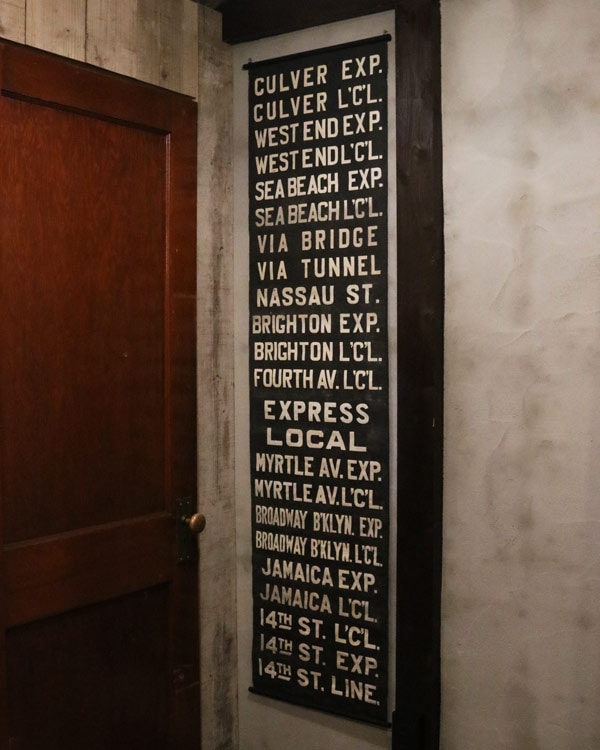 CULVER EXP.
CULVER L'C'L.
WEST END EXP.
WEST END L'C'L.
SEA BEACH EXP.
SEA BEACH L'C'L.
VIA BRIDGE
VIA TUNNEL
NASSAU ST.
BRIGHTON EXP.
BRIGHTON L'C'L.
FOURTH AV. L'C'L.
EXPRESS
LOCAL
MYRTLE AV. EXP.
MYRTLE AV. L'C'L.
BROADWAY B'KLYN. EXP.
BROADWAY B'KLYN. L'C'L.
JAMAICA EXP.
JAMAICA L'C'L.
14TH ST. L'C'L.
14TH ST. EXP.
14TH ST. LINE.